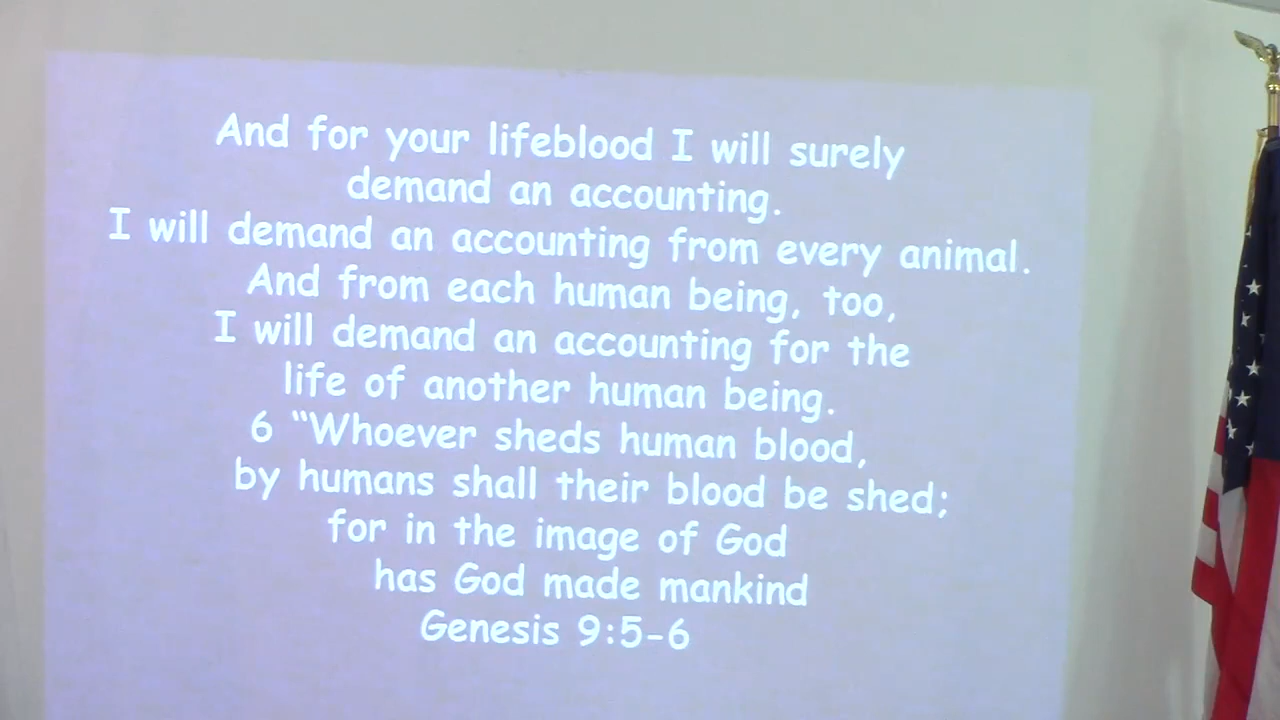 And for your lifeblood I will surely
demand an accounting.
I will demand an accounting from every animal.
And from each human being, too,
I will demand an accounting for the
life of another human being.
6 “Whoever sheds human blood,
by humans shall their blood be shed;
for in the image of God
has God made mankind
Genesis 9:5-6